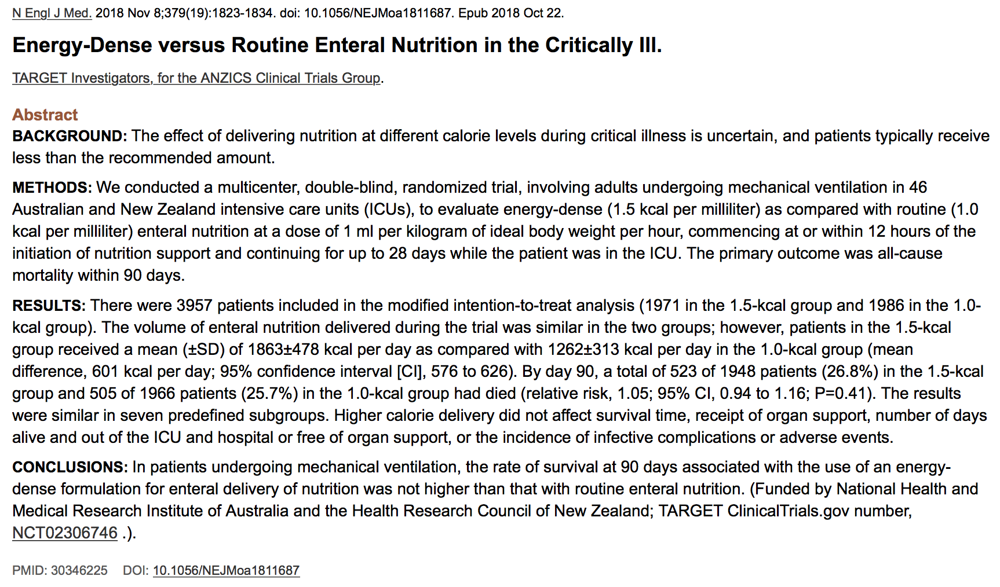 N Engl J Med. 2018 Nov 8;379(19):1823-1834. doi: 10.1056/NEJMoa1811687. Epub 2018 Oct 22.
Energy-Dense versus Routine Enteral Nutrition in the Critically Ill.
TARGET Investigators, for the ANZICS Clinical Trials Group.
Abstract
BACKGROUND: The effect of delivering nutrition at different calorie levels during critical illness is uncertain, and patients typically receive
less than the recommended amount.
METHODS: We conducted a multicenter, double-blind, randomized trial, involving adults undergoing mechanical ventilation in 46
Australian and New Zealand intensive care units (ICUs), to evaluate energy-dense (1.5 kcal per milliliter) as compared with routine (1.0
kcal per milliliter) enteral nutrition at a dose of 1 ml per kilogram of ideal body weight per hour, commencing at or within 12 hours of the
initiation of nutrition support and continuing for up to 28 days while the patient was in the ICU. The primary outcome was all-cause
mortality within 90 days.
RESULTS: There were 3957 patients included in the modified intention-to-treat analysis (1971 in the 1.5-kcal group and 1986 in the 1.0-
kcal group). The volume of enteral nutrition delivered during the trial was similar in the two groups; however, patients in the 1.5-kcal
group received a mean (±SD) of 1863±478 kcal per day as compared with 1262±313 kcal per day in the 1.0-kcal group (mean
difference, 601 kcal per day; 95% confidence interval [CI], 576 to 626). By day 90, a total of 523 of 1948 patients (26.8%) in the 1.5-kcal
group and 505 of 1966 patients (25.7%) in the 1.0-kcal group had died (relative risk, 1.05; 95% CI, 0.94 to 1.16; P=0.41). The results
were similar in seven predefined subgroups. Higher calorie delivery did not affect survival time, receipt of organ support, number of days
alive and out of the ICU and hospital or free of organ support, or the incidence of infective complications or adverse events.
CONCLUSIONS: In patients undergoing mechanical ventilation, the rate of survival at 90 days associated with the use of an energy-
dense formulation for enteral delivery of nutrition was not higher than that with routine enteral nutrition. (Funded by National Health and
Medical Research Institute of Australia and the Health Research Council of New Zealand; TARGET ClinicalTrials.gov number,
NCT02306746 .).
PMID: 30346225 DOI: 10.1056/NEJMoa1811687